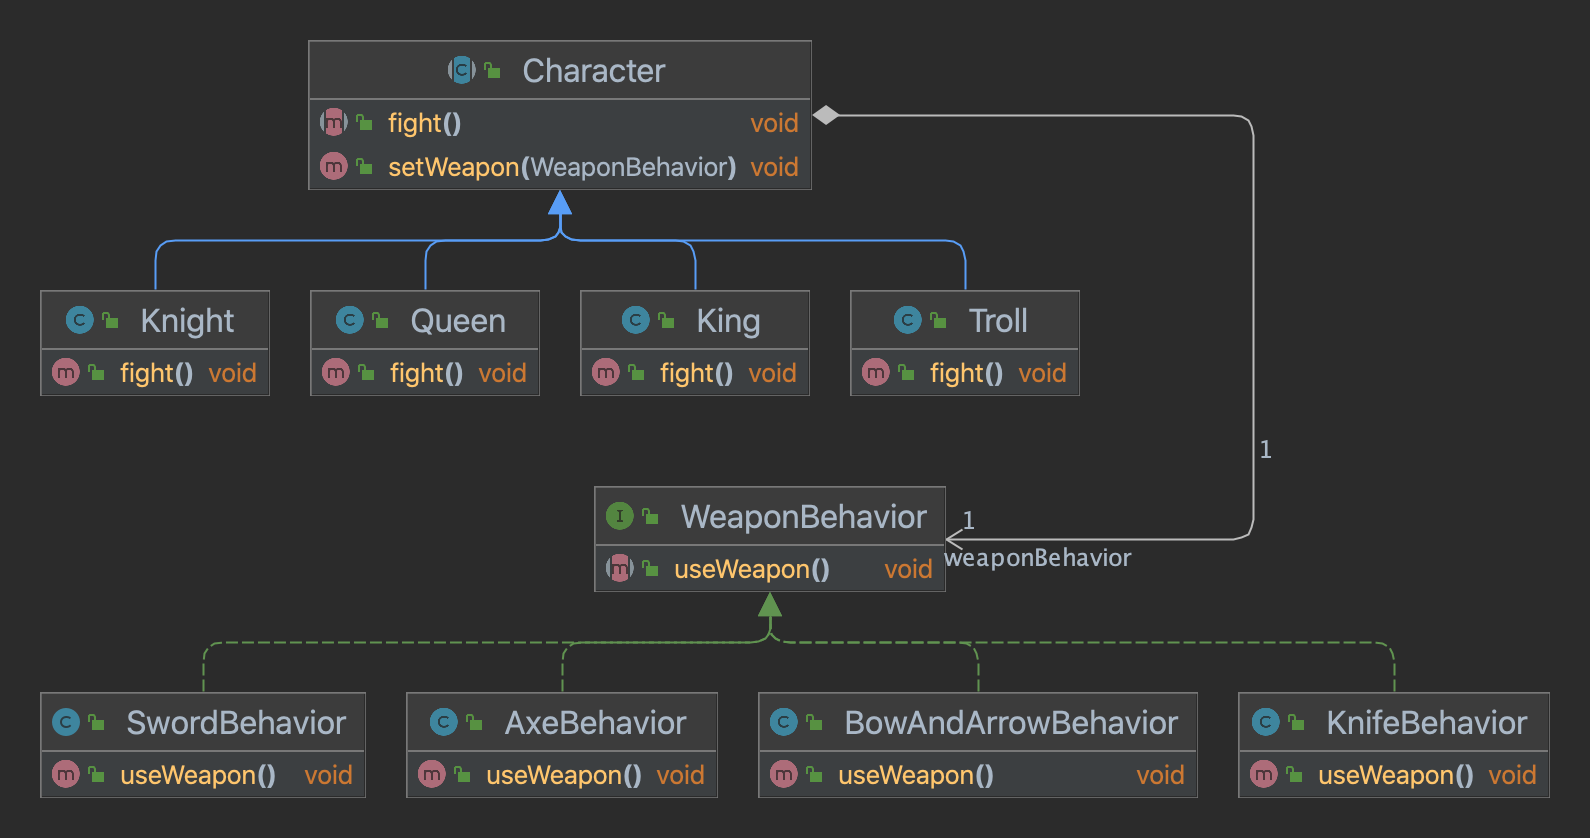 Character
fight() void
setWeapon(WeaponBehavior) void
Knight Queen King Troll
fight() void fight() void fight() void fight() void
1
WeaponBehavior 1
useWeapon() void weaponBehavior
SwordBehavior AxeBehavior BowAndArrowBehavior KnifeBehavior
useWeapon() void useWeapon() void useWeapon() void useWeapon() void